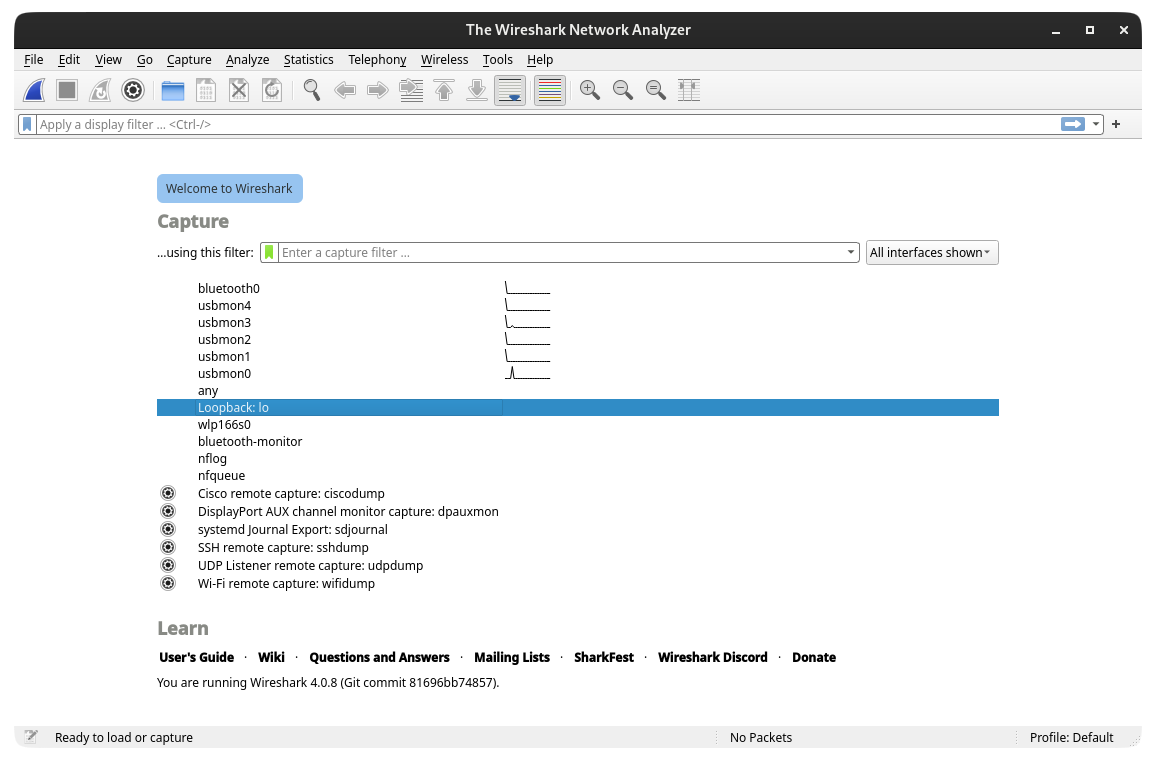 The Wireshark Network Analyzer
File Edit View Go Capture Analyze Statistics Telephony Wireless Tools Help
Apply a display filter ... <Ctrl-/>
+
Welcome to Wireshark
Capture
...using this filter: Enter a capture filter ... All interfaces shown
bluetooth0
usbmon4
usbmon3
usbmon2
usbmon1
usbmon0
any
Loopback: lo
wlp166s0
bluetooth-monitor
nflog
nfqueue
Cisco remote capture: ciscodump
DisplayPort AUX channel monitor capture: dpauxmon
systemd Journal Export: sdjournal
SSH remote capture: sshdump
UDP Listener remote capture: udpdump
Wi-Fi remote capture: wifidump
Learn
User's Guide · Wiki · Questions and Answers · Mailing Lists · SharkFest · Wireshark Discord · Donate
You are running Wireshark 4.0.8 (Git commit 81696bb74857).
Ready to load or capture No Packets Profile: Default